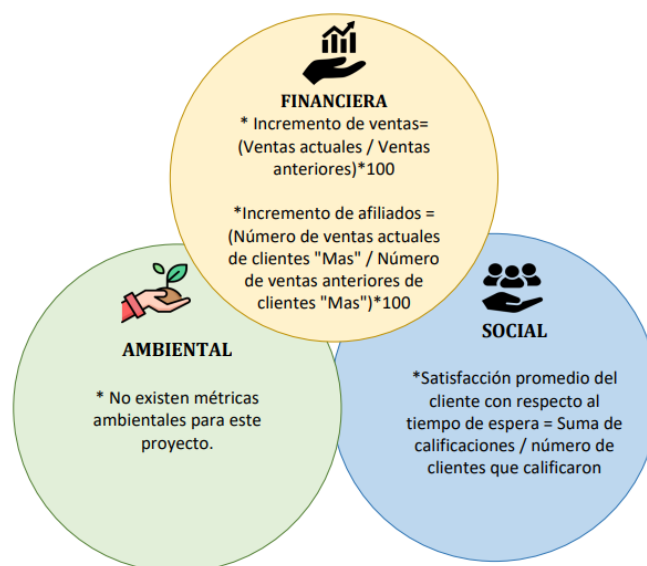 FINANCIERA
* Incremento de ventas=
(Ventas actuales / Ventas
anteriores)*100
*Incremento de afiliados =
(Número de ventas actuales
de clientes "Mas" / Número
de ventas anteriores de
clientes "Mas")*100
AMBIENTAL
* No existen métricas
ambientales para este
proyecto.
SOCIAL
*Satisfacción promedio del
cliente con respecto al
tiempo de espera = Suma de
calificaciones / número de
clientes que calificaron